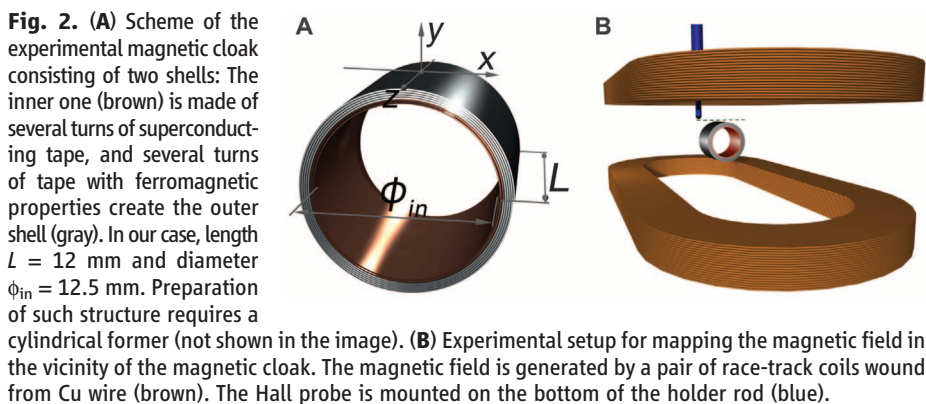 Fig. 2. (A) Scheme of the
experimental magnetic cloak
consisting of two shells: The
inner one (brown) is made of
several turns of superconduct-
ing tape, and several turns
of tape with ferromagnetic
properties create the outer
shell (gray). In our case, length
L = 12 mm and diameter
ϕin = 12.5 mm. Preparation
of such structure requires a
cylindrical former (not shown in the image). (B) Experimental setup for mapping the magnetic field in
the vicinity of the magnetic cloak. The magnetic field is generated by a pair of race-track coils wound
from Cu wire (brown). The Hall probe is mounted on the bottom of the holder rod (blue).
A
y
x
z
L
ϕin
B